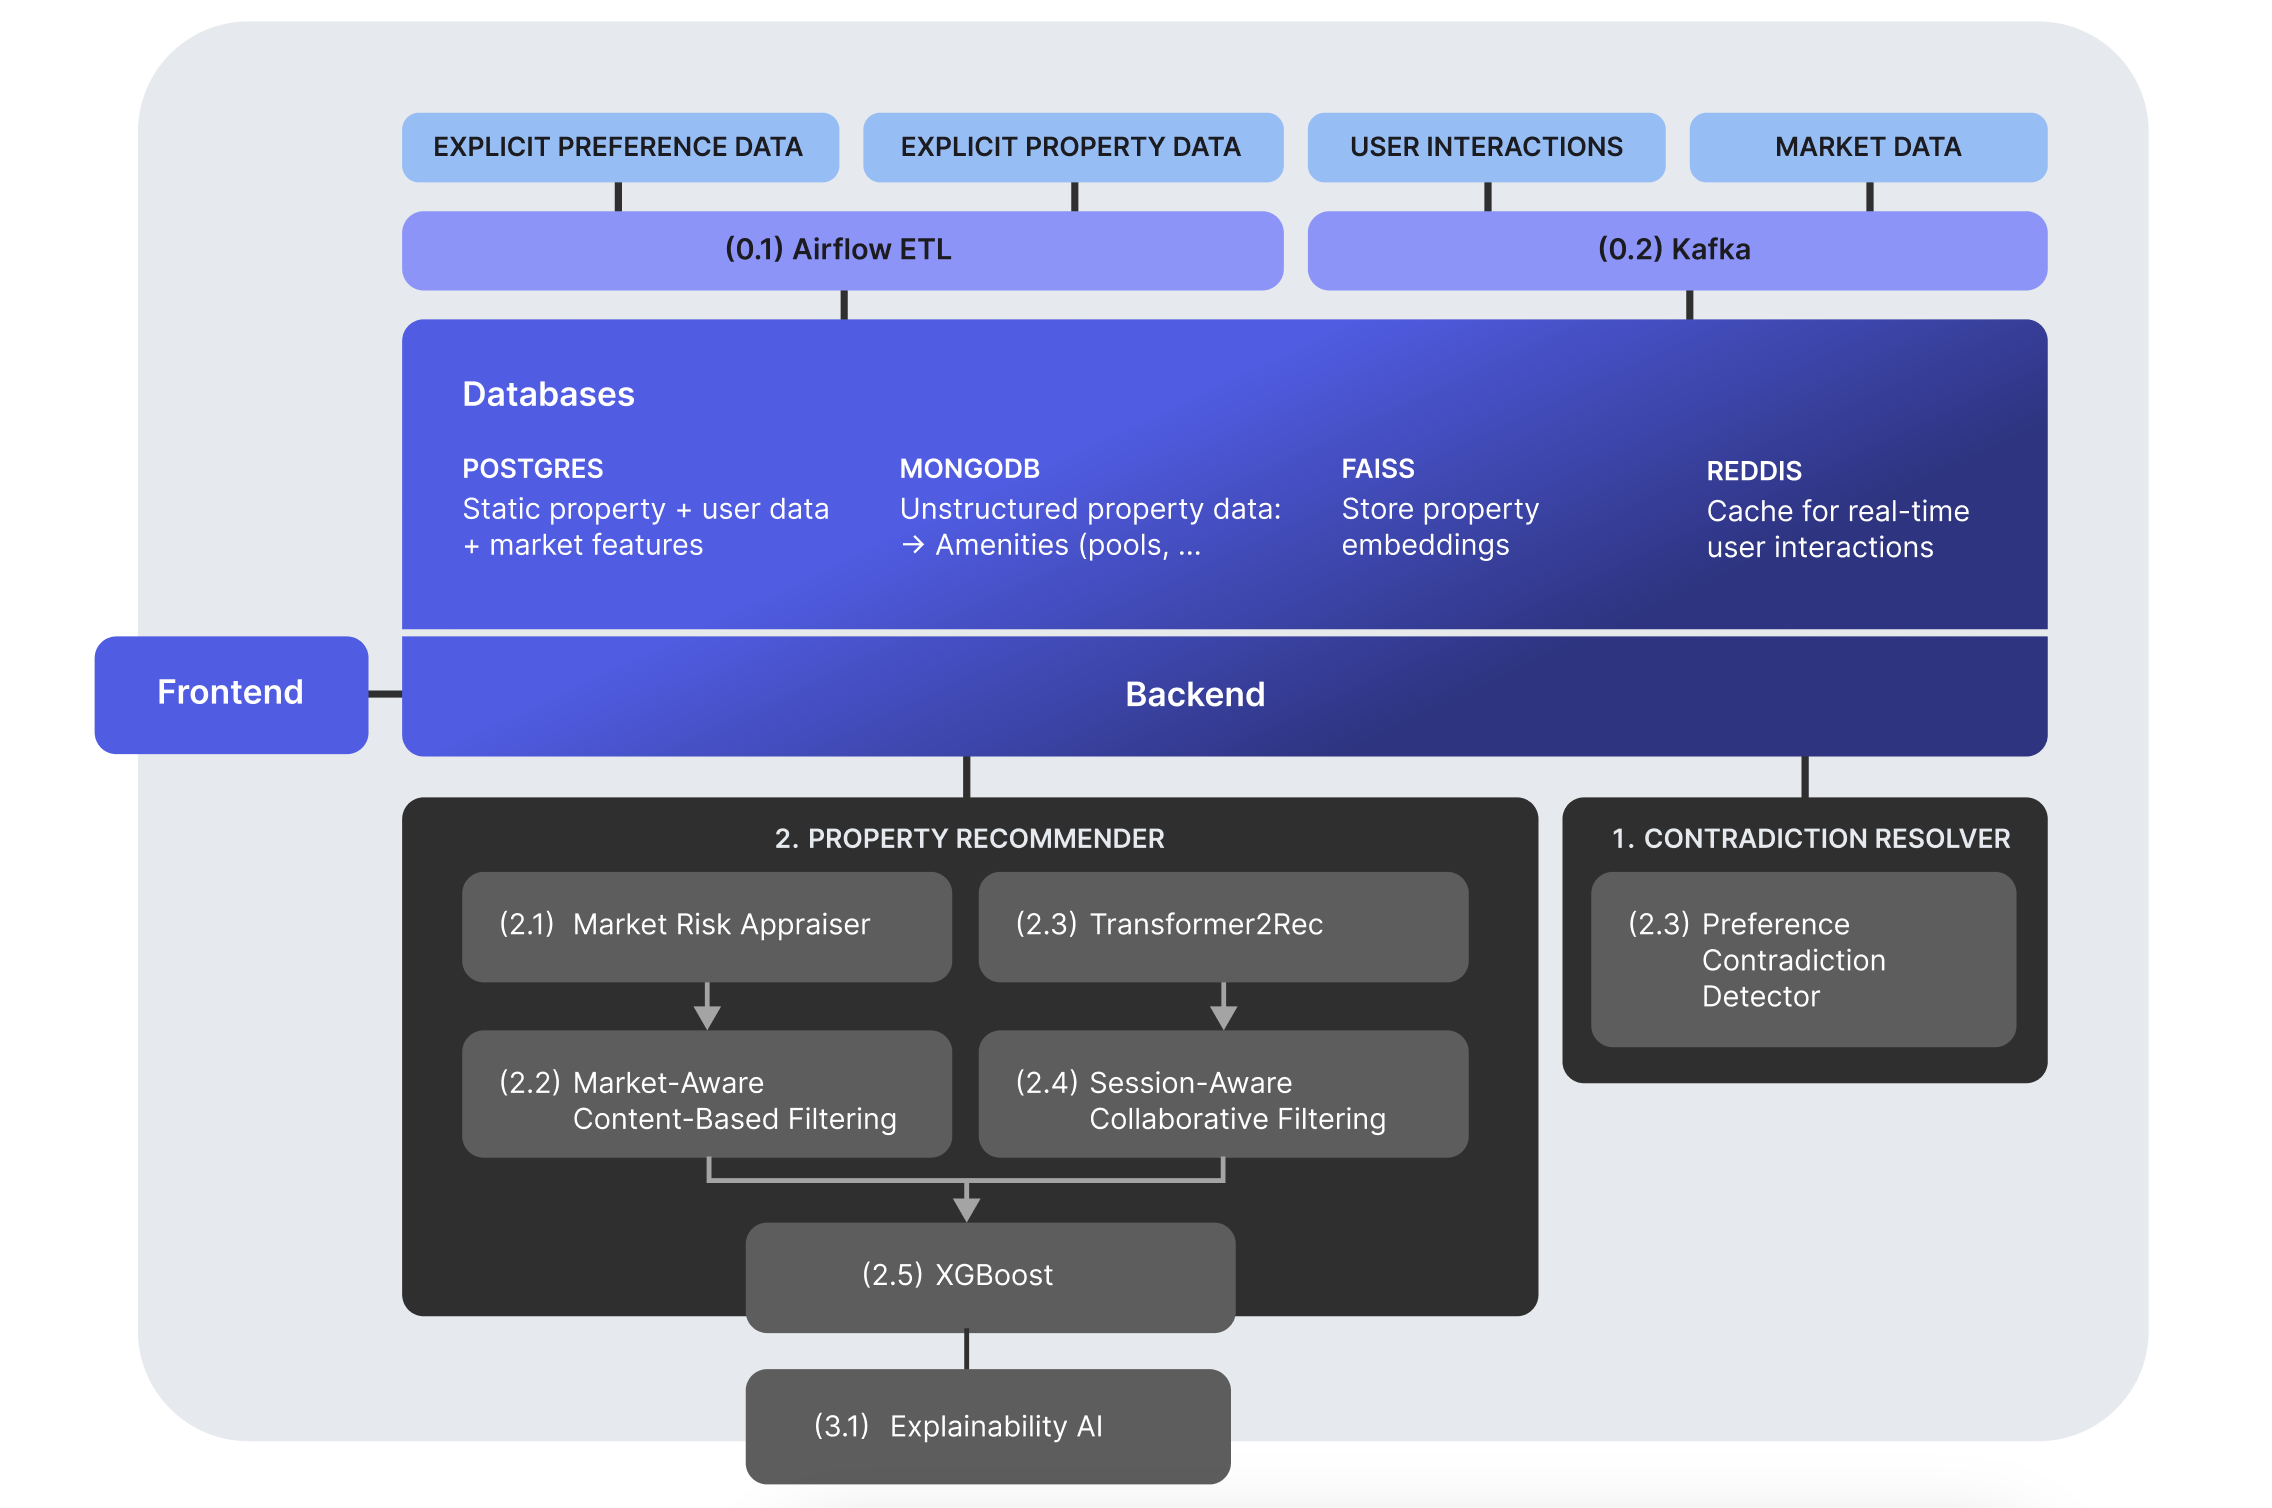 EXPLICIT PREFERENCE DATA
EXPLICIT PROPERTY DATA
USER INTERACTIONS
MARKET DATA
(0.1) Airflow ETL
(0.2) Kafka
Databases
POSTGRES
Static property + user data
+ market features
MONGODB
Unstructured property data:
→ Amenities (pools, ...
FAISS
Store property
embeddings
REDDIS
Cache for real-time
user interactions
Frontend
Backend
2. PROPERTY RECOMMENDER
(2.1) Market Risk Appraiser
(2.3) Transformer2Rec
(2.2) Market-Aware
Content-Based Filtering
(2.4) Session-Aware
Collaborative Filtering
(2.5) XGBoost
1. CONTRADICTION RESOLVER
(2.3) Preference
Contradiction
Detector
(3.1) Explainability AI